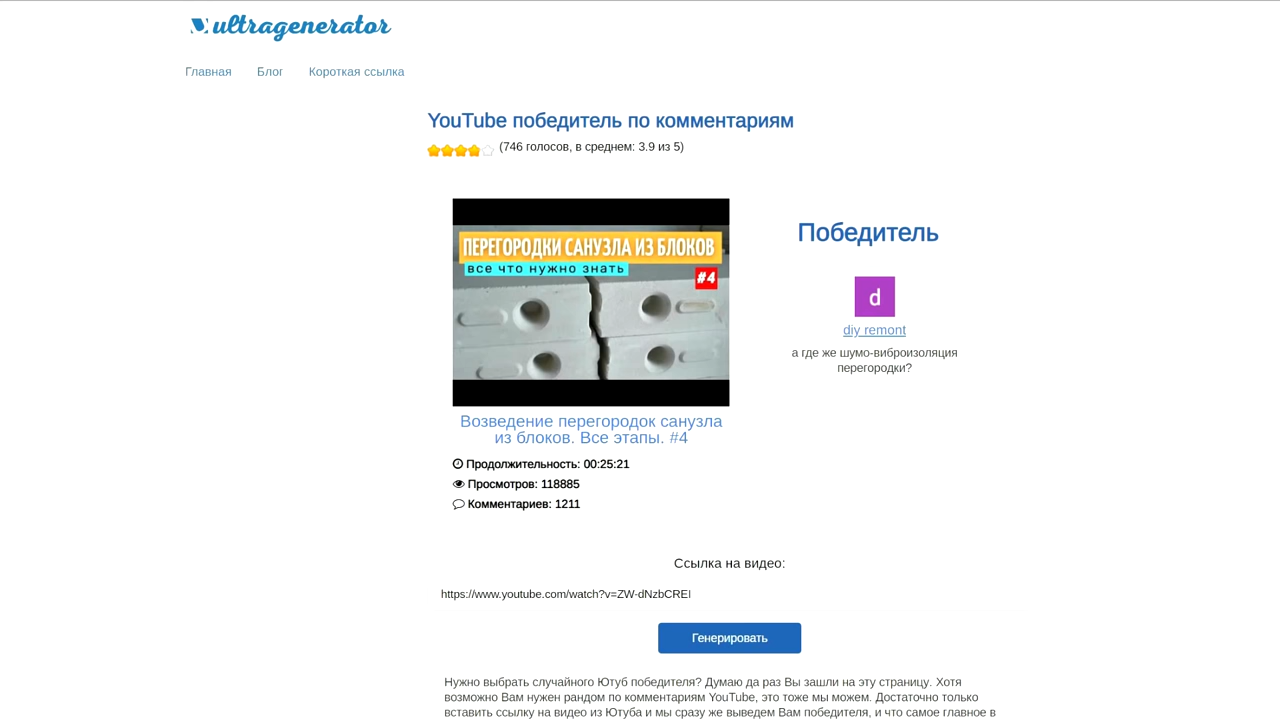 ultragenerator
Главная Блог Короткая ссылка
YouTube победитель по комментариям
(746 голосов, в среднем: 3.9 из 5)
ПЕРЕГОРОДКИ САНУЗЛА ИЗ БЛОКОВ
все что нужно знать
#4
Возведение перегородок санузла
из блоков. Все этапы. #4
Продолжительность: 00:25:21
Просмотров: 118885
Комментариев: 1211
Победитель
d
diy remont
а где же шумо-виброизоляция
перегородки?
Ссылка на видео:
https://www.youtube.com/watch?v=ZW-dNzbCREI
Генерировать
Нужно выбрать случайного Ютуб победителя? Думаю да раз Вы зашли на эту страницу. Хотя
возможно Вам нужен рандом по комментариям YouTube, это тоже мы можем. Достаточно только
вставить ссылку на видео из Ютуба и мы сразу же выведем Вам победителя, и что самое главное в